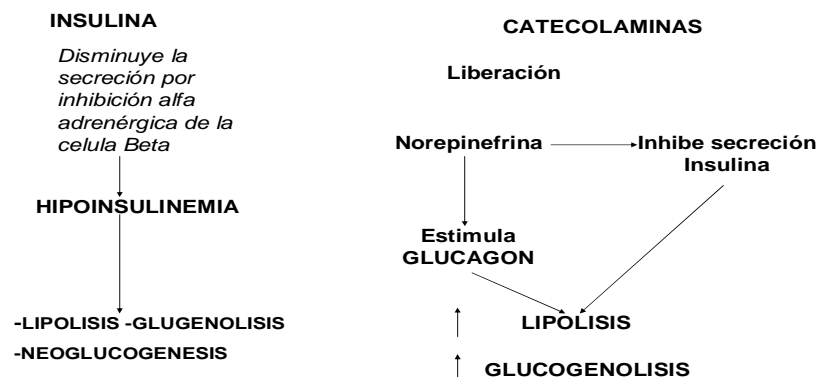 INSULINA
Disminuye la
secreción por
inhibición alfa
adrenérgica de la
celula Beta
HIPOINSULINEMIA
-LIPOLISIS -GLUGENOLISIS
-NEOGLUCOGENESIS
CATECOLAMINAS
Liberación
Norepinefrina
Inhibe secreción
Insulina
Estimula
GLUCAGON
LIPOLISIS
GLUCOGENOLISIS